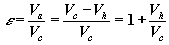 ε = V_a / V_c = (V_c − V_h) / V_c = 1 + V_h / V_c